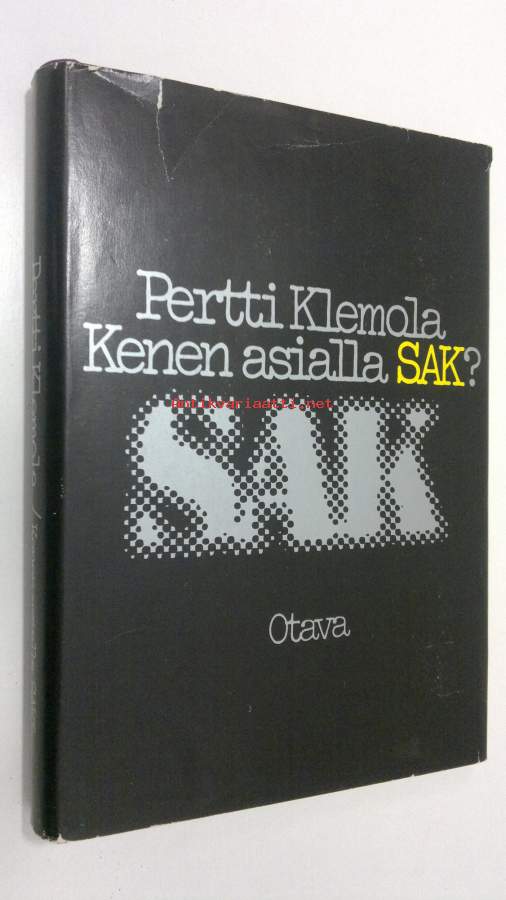 Pertti Klemola
Kenen asialla SAK?
Antikvariaatti.net
SAK
Otava
Pertti Klemola /